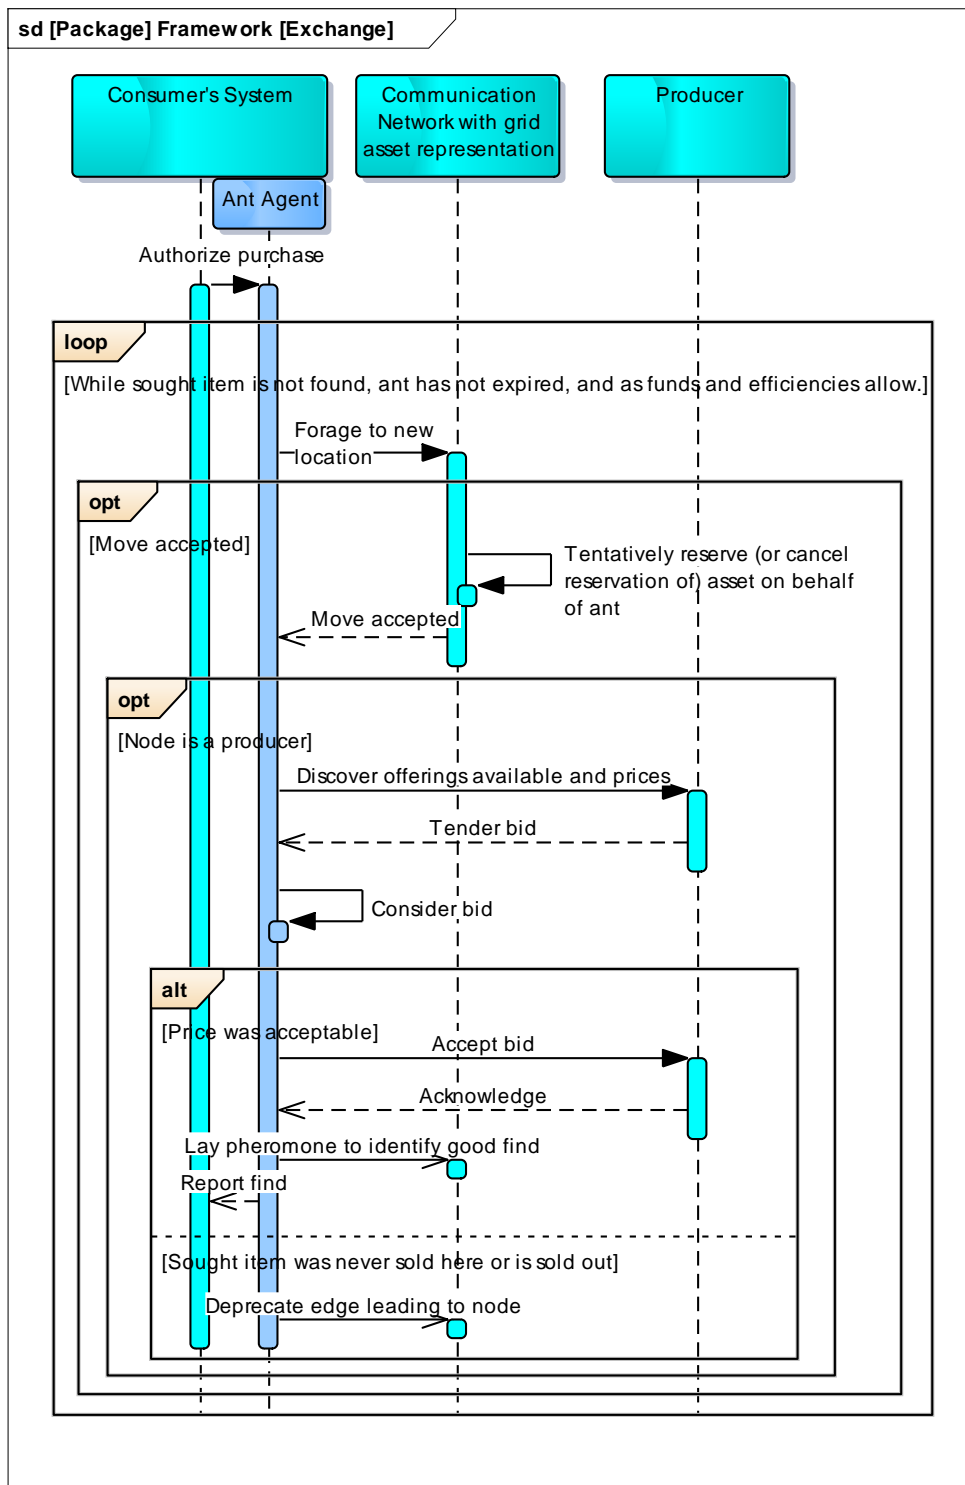 sd [Package] Framework [Exchange]
Consumer's System
Communication
Network with grid
asset representation
Producer
Ant Agent
Authorize purchase
loop
[While sought item is not found, ant has not expired, and as funds and efficiencies allow.]
Forage to new
location
opt
[Move accepted]
Tentatively reserve (or cancel
reservation of) asset on behalf
of ant
Move accepted
opt
[Node is a producer]
Discover offerings available and prices
Tender bid
Consider bid
alt
[Price was acceptable]
Accept bid
Acknowledge
Lay pheromone to identify good find
Report find
[Sought item was never sold here or is sold out]
Deprecate edge leading to node